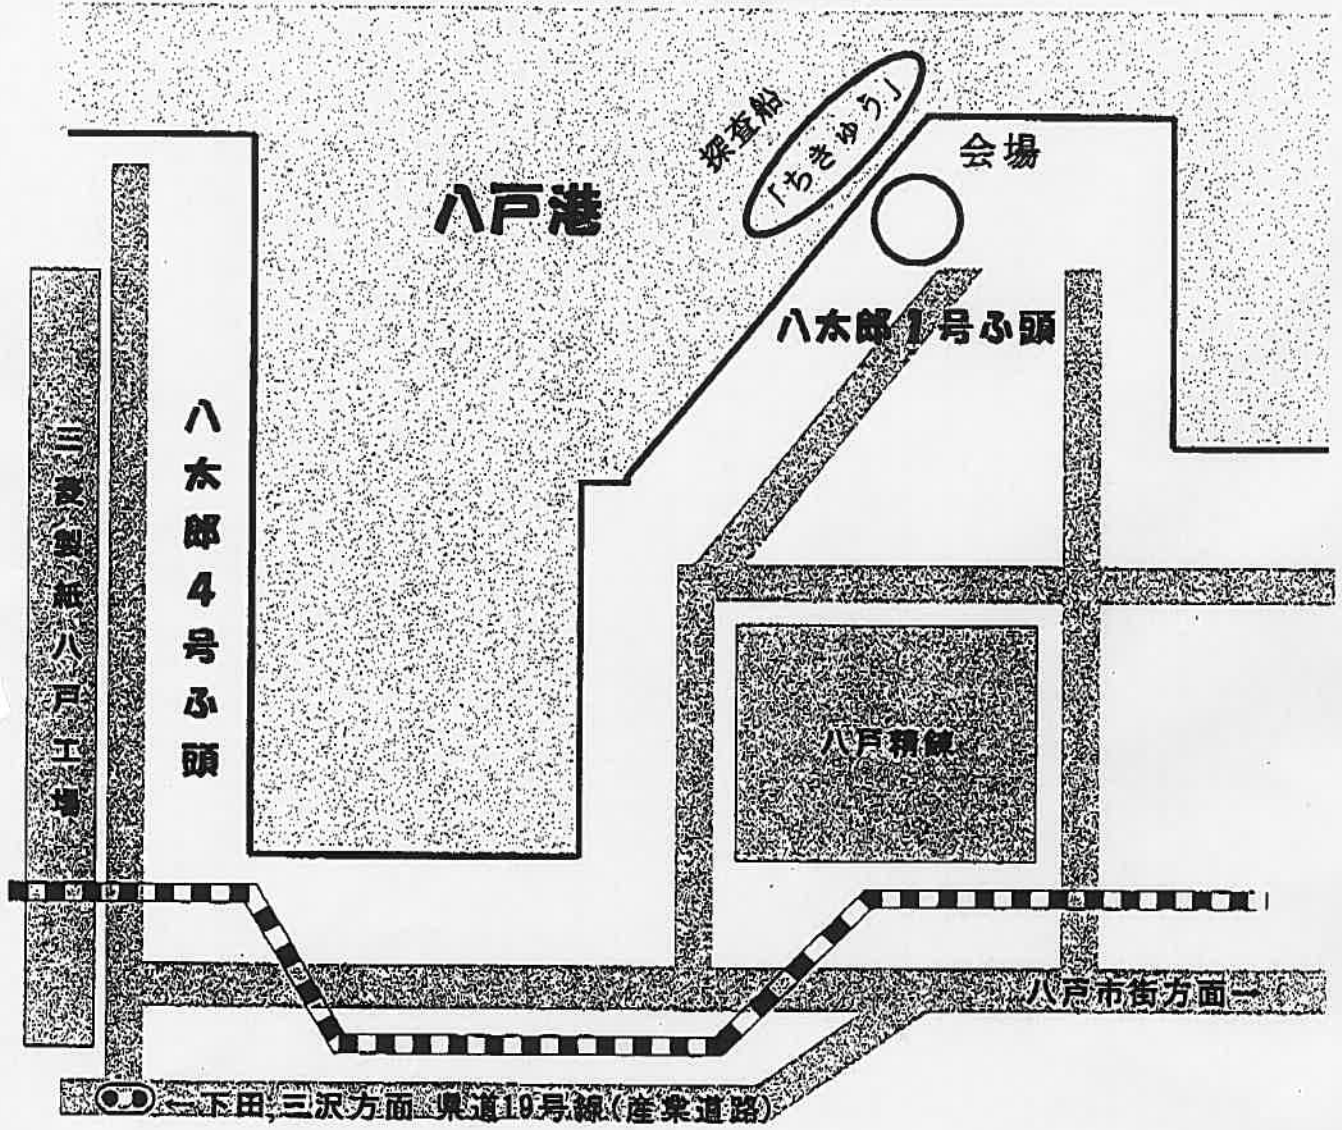 探査船
「ちきゅう」
会場
八戸港
八太郎1号ふ頭
八太郎4号ふ頭
三菱製紙八戸工場
八戸精錬
八戸市街方面→
←下田,三沢方面 県道19号線(産業道路)